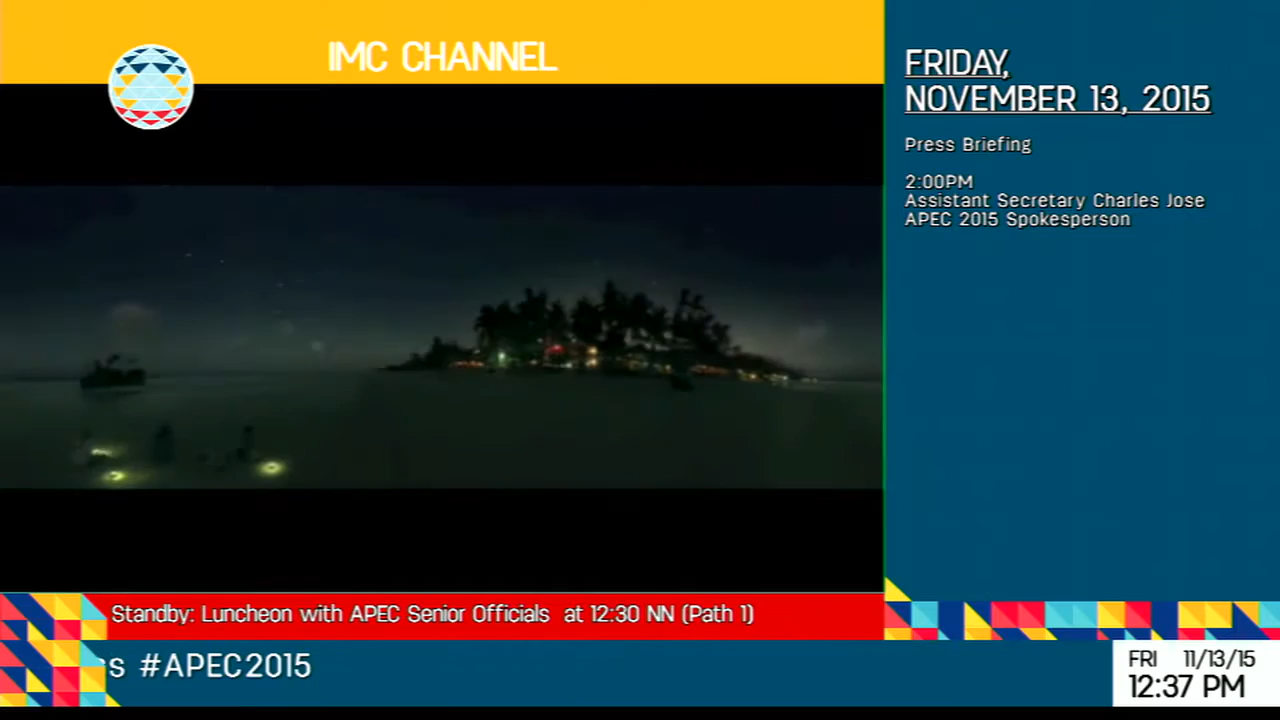 IMC CHANNEL
FRIDAY,
NOVEMBER 13, 2015
Press Briefing
2:00PM
Assistant Secretary Charles Jose
APEC 2015 Spokesperson
Standby: Luncheon with APEC Senior Officials at 12:30 NN (Path 1)
#APEC2015
FRI 11/13/15
12:37 PM